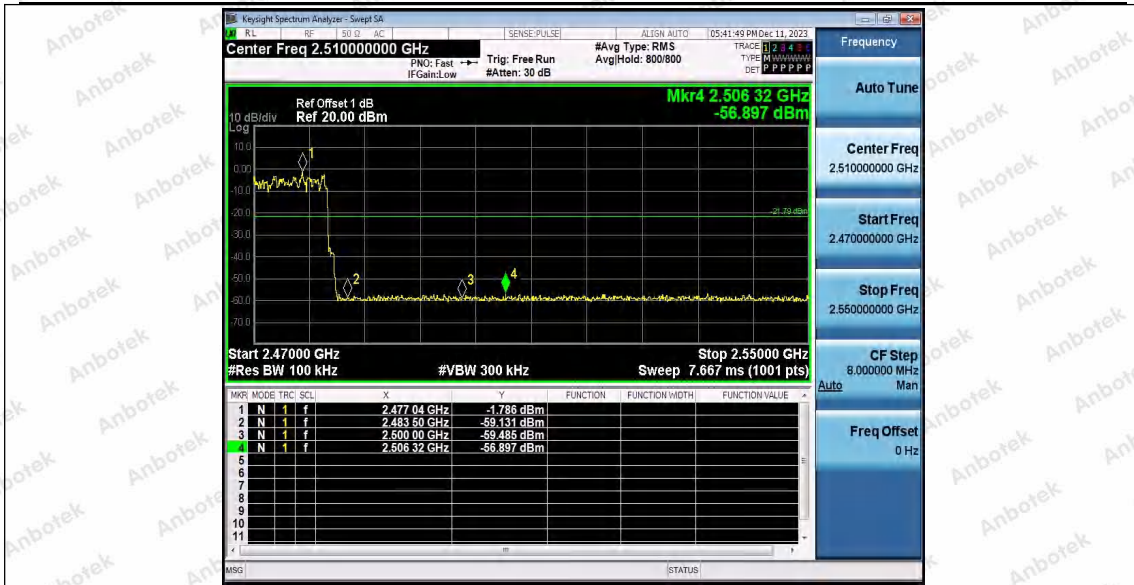 Keysight Spectrum Analyzer - Swept SA
RL RF 50 Ω AC SENSE:PULSE ALIGN AUTO 05:41:49 PM Dec 11, 2023
Center Freq 2.510000000 GHz
PNO: Fast
IFGain:Low
Trig: Free Run
#Atten: 30 dB
#Avg Type: RMS
Avg|Hold: 800/800
TRACE 1 2 3 4 5 6
TYPE M W W W W W
DET P P P P P P
Frequency
Auto Tune
Center Freq
2.510000000 GHz
Start Freq
2.470000000 GHz
Stop Freq
2.550000000 GHz
CF Step
8.000000 MHz
Auto Man
Freq Offset
0 Hz
Mkr4 2.506 32 GHz
-56.897 dBm
Ref Offset 1 dB
10 dB/div Ref 20.00 dBm
Log
10.0
0.00
-10.0
-20.0
-30.0
-40.0
-50.0
-60.0
-70.0
1
2
3
4
-21.79 dBm
Start 2.47000 GHz Stop 2.55000 GHz
#Res BW 100 kHz #VBW 300 kHz Sweep 7.667 ms (1001 pts)
MKR MODE TRC SCL X Y FUNCTION FUNCTION WIDTH FUNCTION VALUE
1 N 1 f 2.477 04 GHz -1.786 dBm
2 N 1 f 2.483 50 GHz -59.131 dBm
3 N 1 f 2.500 00 GHz -59.485 dBm
4 N 1 f 2.506 32 GHz -56.897 dBm
5
6
7
8
9
10
11
MSG STATUS
Anbotek